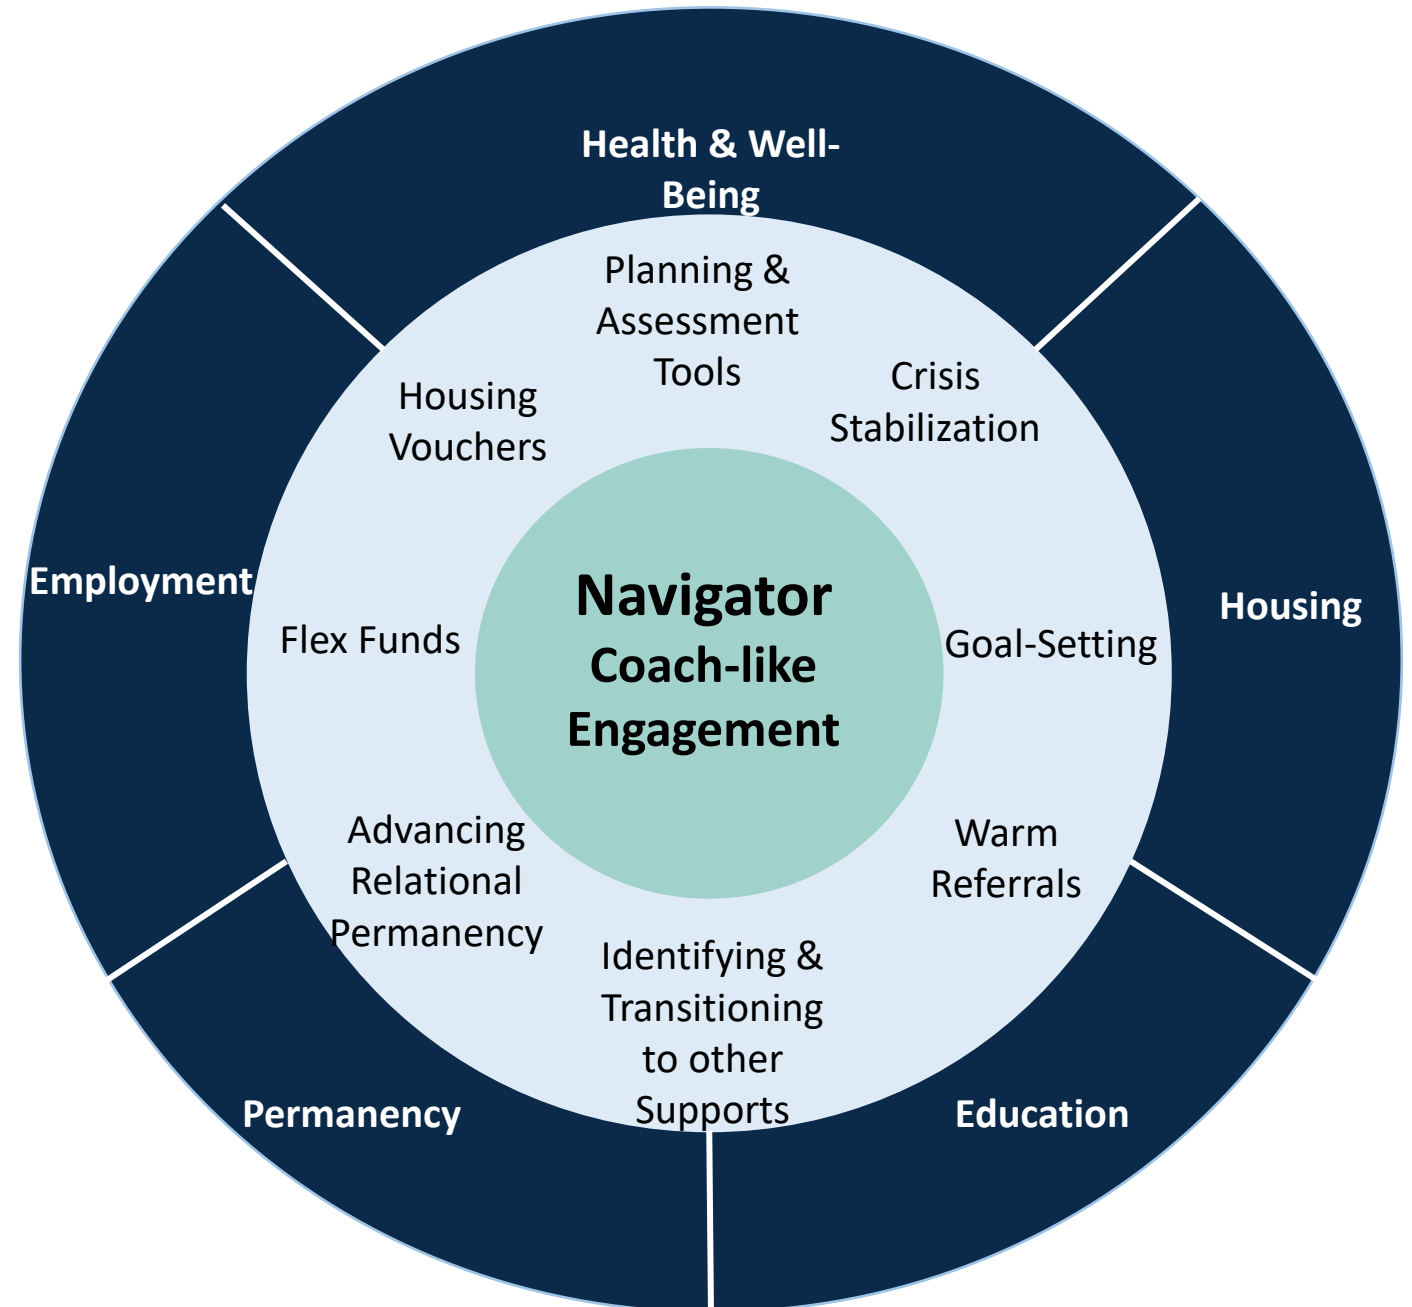 Health & Well-
Being
Planning &
Assessment
Tools
Crisis
Stabilization
Housing
Vouchers
Employment
Housing
Flex Funds
Navigator
Coach-like
Engagement
Goal-Setting
Advancing
Relational
Permanency
Warm
Referrals
Identifying &
Transitioning
to other
Supports
Permanency
Education